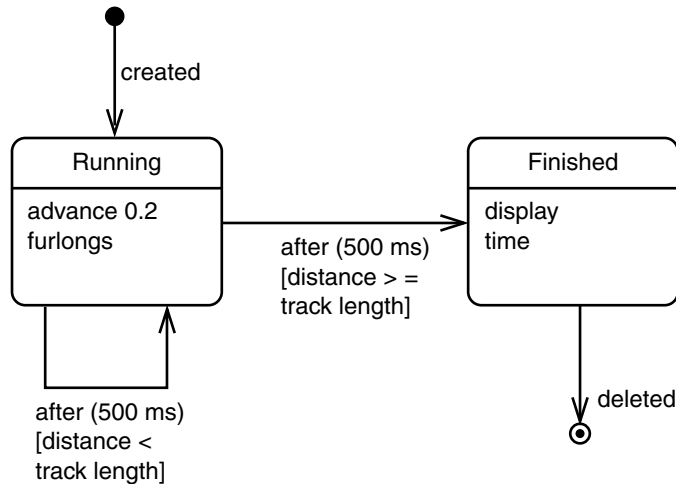 created
Running
advance 0.2
furlongs
after (500 ms)
[distance > =
track length]
Finished
display
time
after (500 ms)
[distance <
track length]
deleted